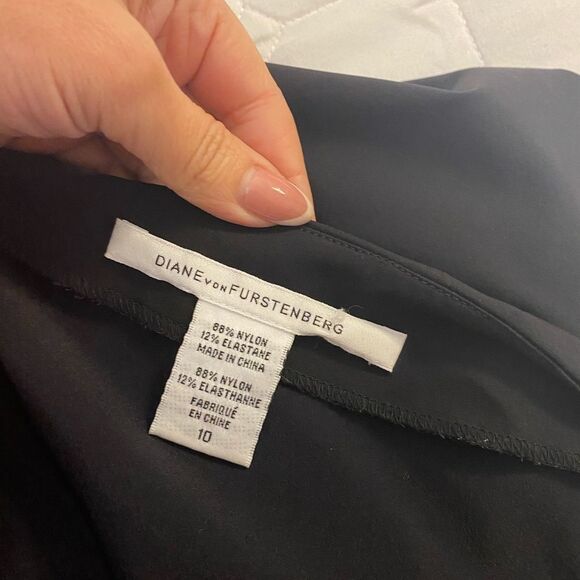 DIANE VON FURSTENBERG
88% NYLON
12% ELASTANE
MADE IN CHINA
88% NYLON
12% ELASTHANNE
FABRIQUÉ
EN CHINE
10